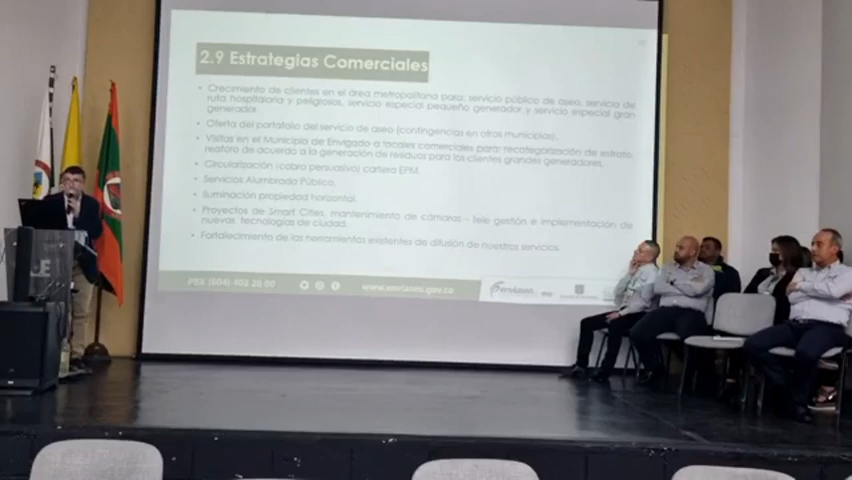 2.9 Estrategias Comerciales
• Crecimiento de clientes en el área metropolitana para: servicio público de aseo, servicio de
ruta hospitalaria y peligrosos, servicio especial pequeño generador y servicio especial gran
generador.
• Oferta del portafolio del servicio de aseo (contingencias en otros municipios).
• Visitas en el Municipio de Envigado a locales comerciales para: recategorización de estrato,
reaforo de acuerdo a la generación de residuos para los clientes grandes generadores.
• Circularización (cobro persuasivo) cartera EPM.
• Servicios Alumbrado Público.
• Iluminación propiedad horizontal.
• Proyectos de Smart Cities, mantenimiento de cámaras - tele gestión e implementación de
nuevas tecnologías de ciudad.
• Fortalecimiento de las herramientas existentes de difusión de nuestros servicios.
PBX (604) 403 20 00
www.enviaseo.gov.co